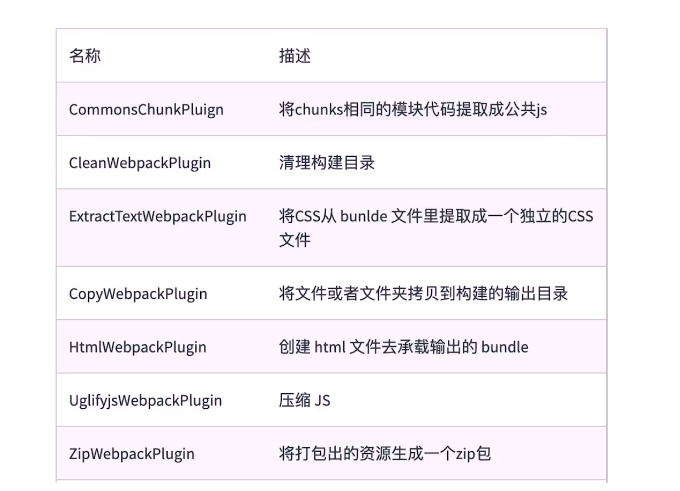 名称 描述
CommonsChunkPluign 将chunks相同的模块代码提取成公共js
CleanWebpackPlugin 清理构建目录
ExtractTextWebpackPlugin 将CSS从 bunlde 文件里提取成一个独立的CSS
文件
CopyWebpackPlugin 将文件或者文件夹拷贝到构建的输出目录
HtmlWebpackPlugin 创建 html 文件去承载输出的 bundle
UglifyjsWebpackPlugin 压缩 JS
ZipWebpackPlugin 将打包出的资源生成一个zip包